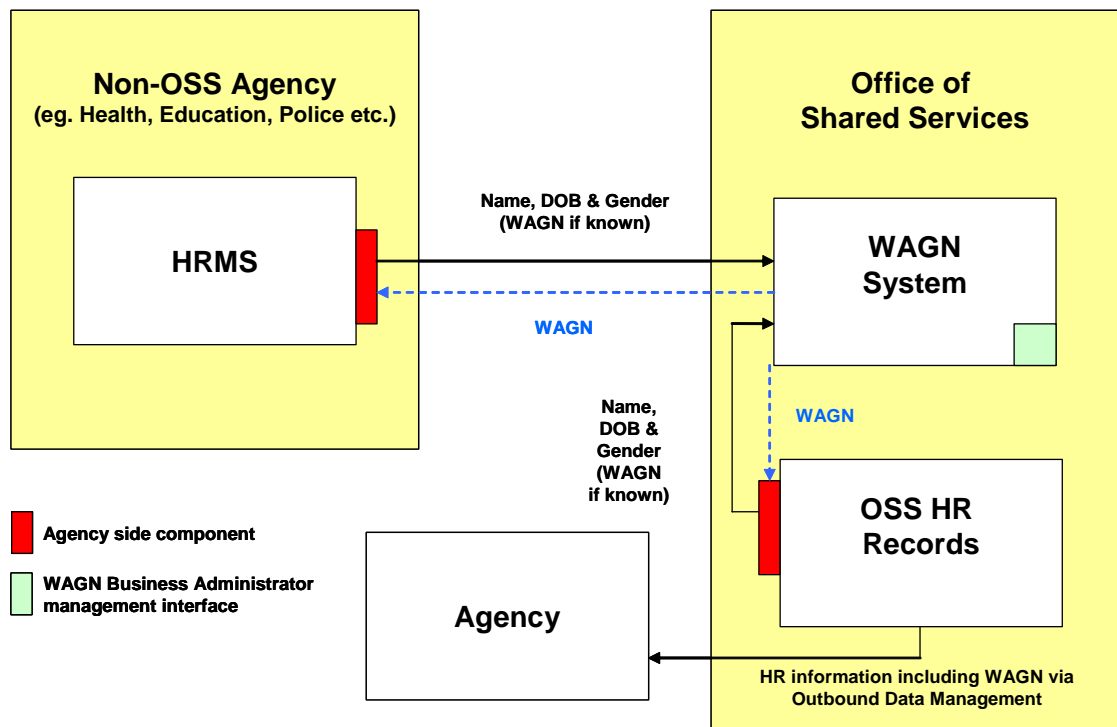 Non-OSS Agency
(eg. Health, Education, Police etc.)
HRMS
Name, DOB & Gender
(WAGN if known)
WAGN
Office of
Shared Services
WAGN
System
Name,
DOB &
Gender
(WAGN
if known)
WAGN
OSS HR
Records
Agency side component
WAGN Business Administrator
management interface
Agency
HR information including WAGN via
Outbound Data Management